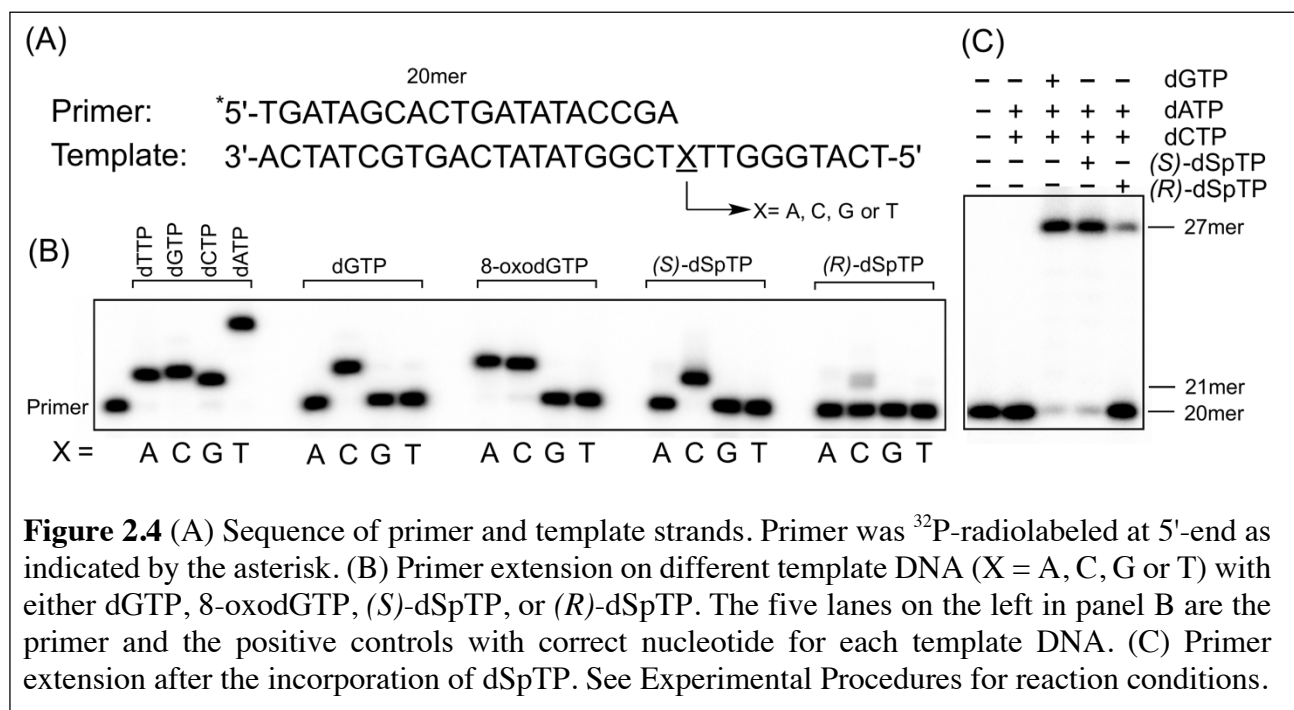 (A)
20mer
Primer: *5'-TGATAGCACTGATATACCGA
Template: 3'-ACTATCGTGACTATATGGCTXTTGGGTACT-5'
X= A, C, G or T
(B)
dTTP
dGTP
dCTP
dATP
dGTP
8-oxodGTP
(S)-dSpTP
(R)-dSpTP
Primer
X = A C G T A C G T A C G T A C G T A C G T
(C)
– – + – – dGTP
– + + + + dATP
– + + + + dCTP
– – – + – (S)-dSpTP
– – – – + (R)-dSpTP
27mer
21mer
20mer
Figure 2.4 (A) Sequence of primer and template strands. Primer was ³²P-radiolabeled at 5'-end as
indicated by the asterisk. (B) Primer extension on different template DNA (X = A, C, G or T) with
either dGTP, 8-oxodGTP, (S)-dSpTP, or (R)-dSpTP. The five lanes on the left in panel B are the
primer and the positive controls with correct nucleotide for each template DNA. (C) Primer
extension after the incorporation of dSpTP. See Experimental Procedures for reaction conditions.